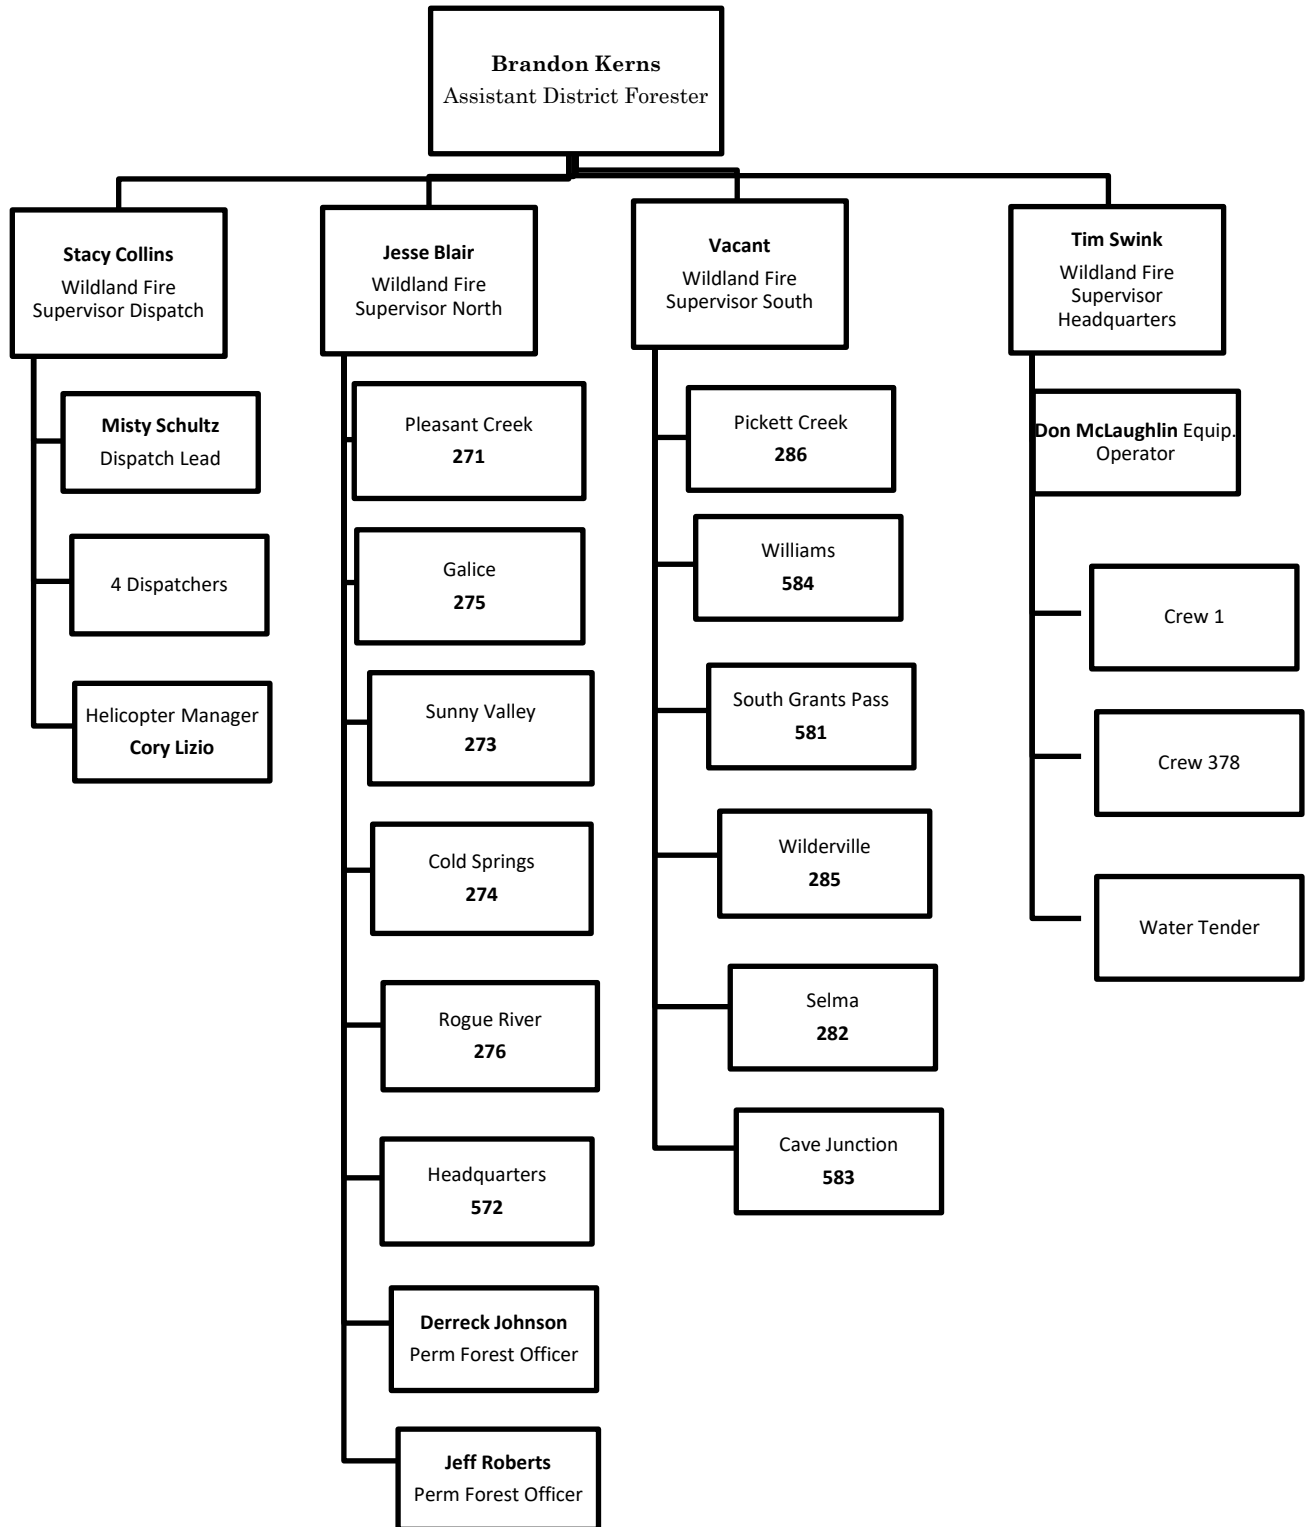 Brandon Kerns
Assistant District Forester
Stacy Collins
Wildland Fire
Supervisor Dispatch
Misty Schultz
Dispatch Lead
4 Dispatchers
Helicopter Manager
Cory Lizio
Jesse Blair
Wildland Fire
Supervisor North
Pleasant Creek
271
Galice
275
Sunny Valley
273
Cold Springs
274
Rogue River
276
Headquarters
572
Derreck Johnson
Perm Forest Officer
Jeff Roberts
Perm Forest Officer
Vacant
Wildland Fire
Supervisor South
Pickett Creek
286
Williams
584
South Grants Pass
581
Wilderville
285
Selma
282
Cave Junction
583
Tim Swink
Wildland Fire
Supervisor
Headquarters
Don McLaughlin Equip.
Operator
Crew 1
Crew 378
Water Tender